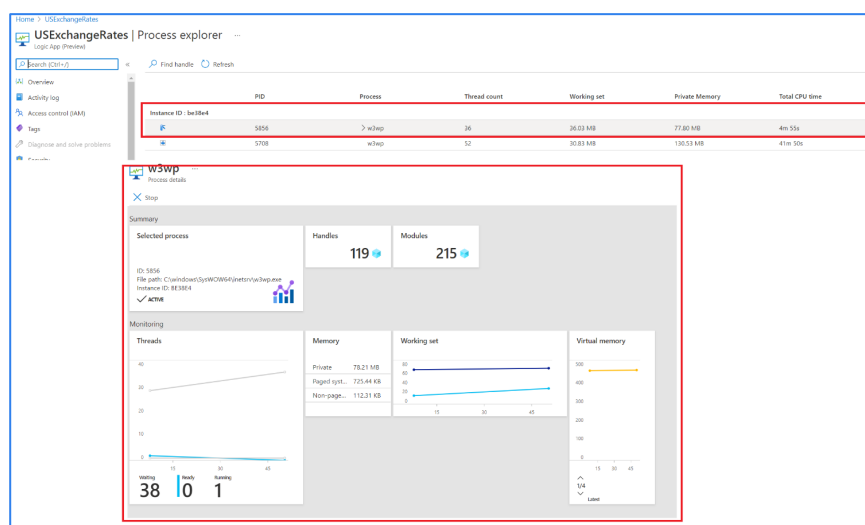 Home > USExchangeRates
USExchangeRates | Process explorer ...
Logic App (Preview)
Search (Ctrl+/)
«
Find handle
Refresh
Overview
Activity log
Access control (IAM)
Tags
Diagnose and solve problems
Security
PID Process Thread count Working set Private Memory Total CPU time
Instance ID : be38e4
5856 > w3wp 36 36.03 MB 77.80 MB 4m 55s
5708 w3wp 52 30.83 MB 130.53 MB 41m 50s
w3wp ...
Process details
Stop
Summary
Selected process
ID: 5856
File path: C:\windows\SysWOW64\inetsrv\w3wp.exe
Instance ID: BE38E4
ACTIVE
Handles
119
Modules
215
Monitoring
Threads
40
30
20
10
0
15 30 45
Waiting Ready Running
38 0 1
Memory
Private 78.21 MB
Paged syst... 725.44 KB
Non-page... 112.31 KB
Working set
80
60
40
20
0
15 30 45
Virtual memory
500
400
300
200
100
0
15 30 45
1/4
Latest